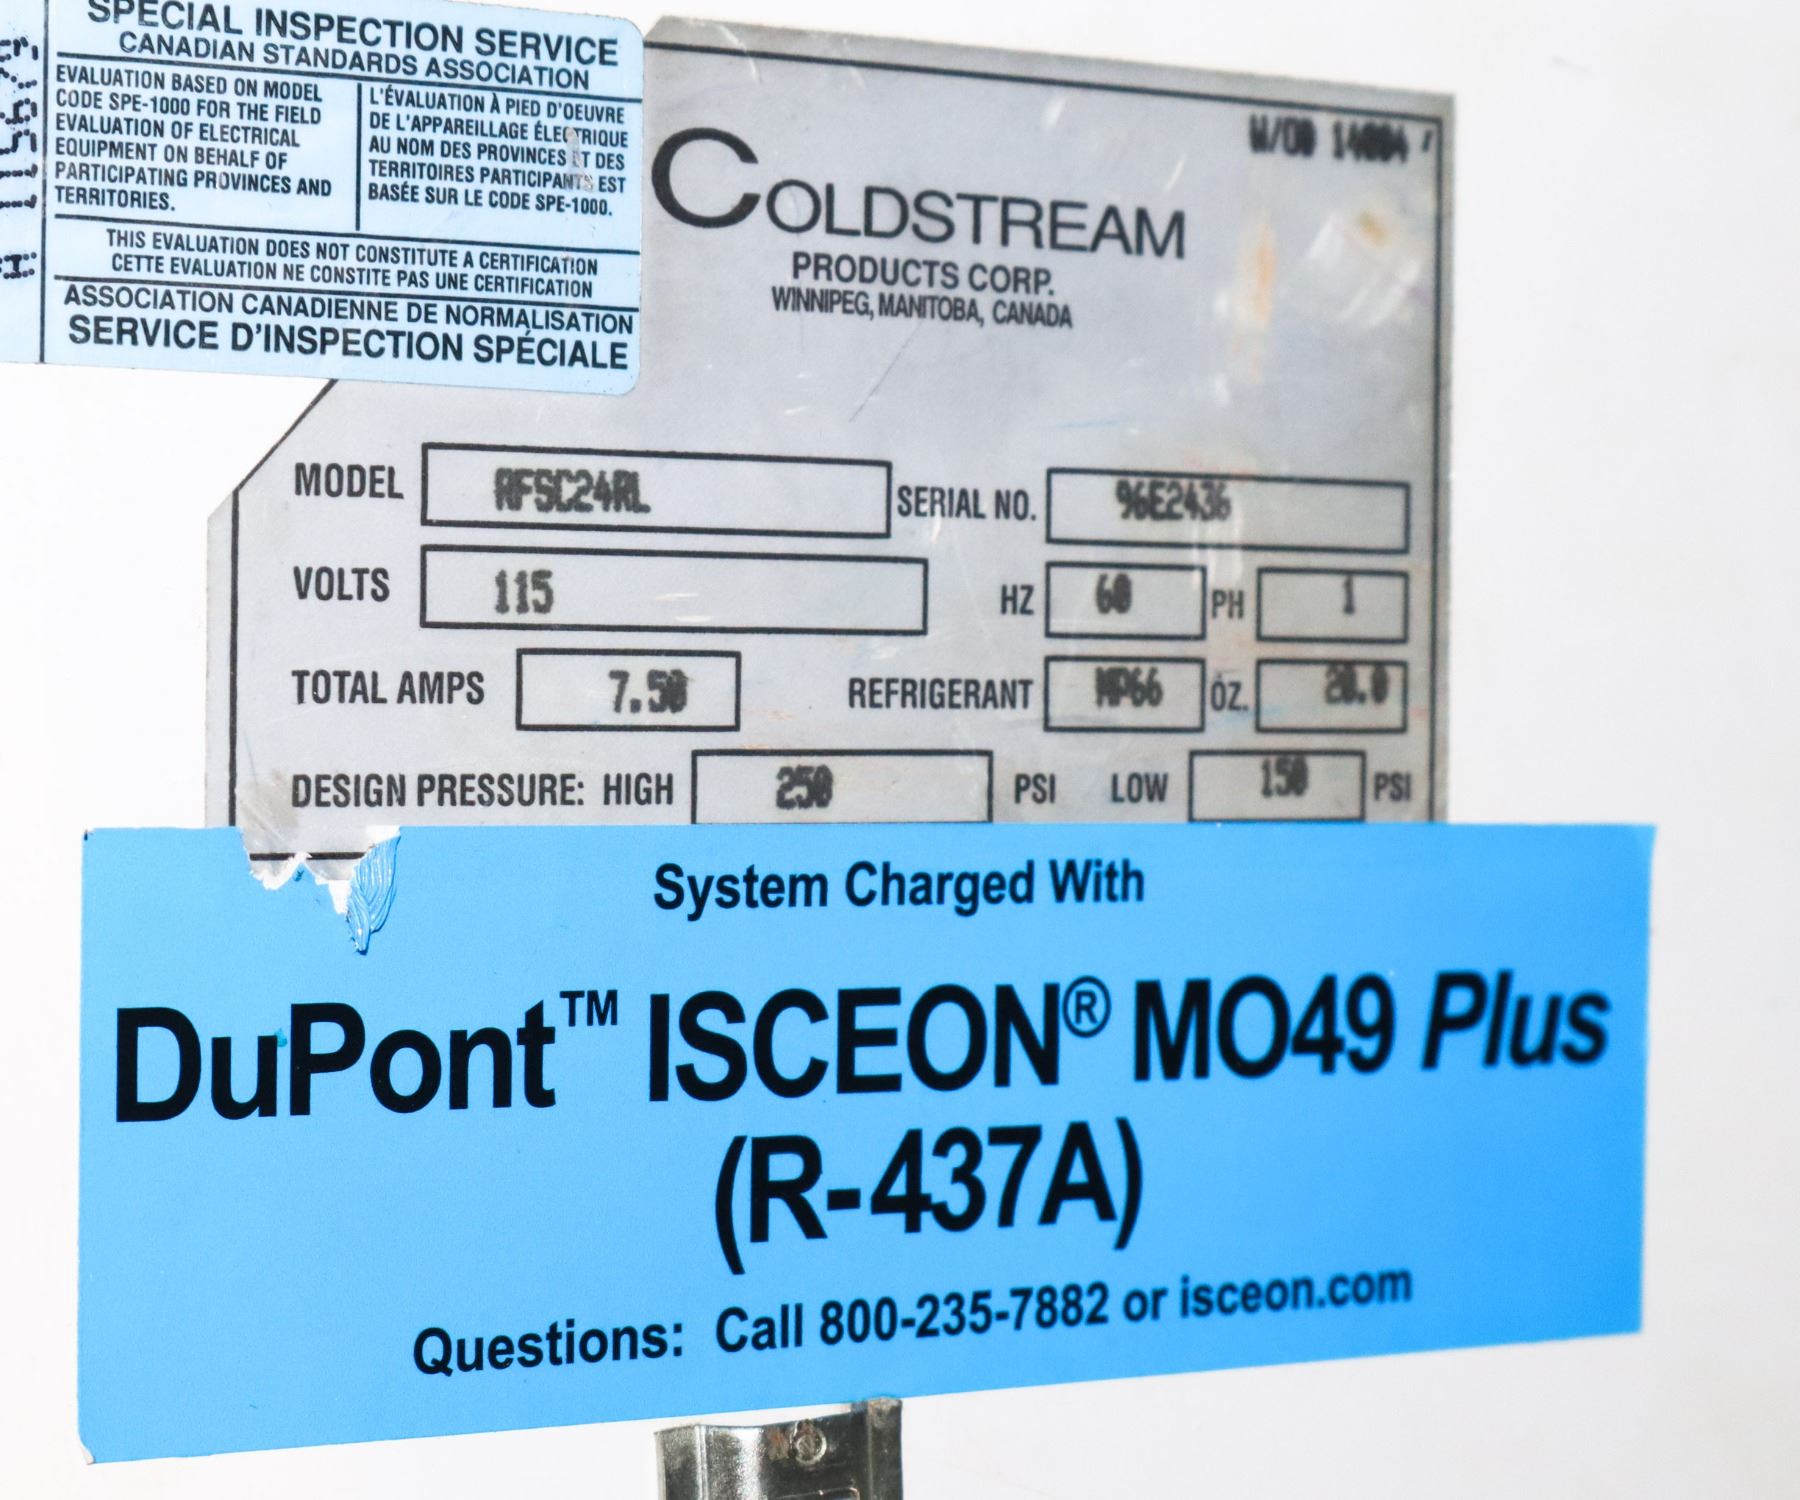 SPECIAL INSPECTION SERVICE
CANADIAN STANDARDS ASSOCIATION
EVALUATION BASED ON MODEL
CODE SPE-1000 FOR THE FIELD
EVALUATION OF ELECTRICAL
EQUIPMENT ON BEHALF OF
PARTICIPATING PROVINCES AND
TERRITORIES.
L'ÉVALUATION À PIED D'OEUVRE
DE L'APPAREILLAGE ÉLECTRIQUE
AU NOM DES PROVINCES ET DES
TERRITOIRES PARTICIPANTS EST
BASÉE SUR LE CODE SPE-1000.
THIS EVALUATION DOES NOT CONSTITUTE A CERTIFICATION
CETTE EVALUATION NE CONSTITE PAS UNE CERTIFICATION
ASSOCIATION CANADIENNE DE NORMALISATION
SERVICE D'INSPECTION SPÉCIALE
COLDSTREAM
PRODUCTS CORP.
WINNIPEG, MANITOBA, CANADA
MODEL RFSC24RL SERIAL NO. 96E2436
VOLTS 115 HZ 60 PH 1
TOTAL AMPS 7.50 REFRIGERANT MP66 OZ. 20.0
DESIGN PRESSURE: HIGH 250 PSI LOW 150 PSI
System Charged With
DuPont™ ISCEON® MO49 Plus
(R-437A)
Questions: Call 800-235-7882 or isceon.com